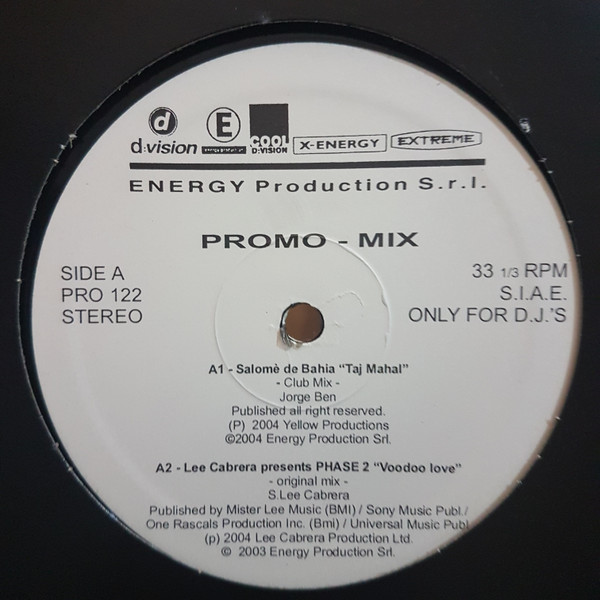 d
d:vision
E
COOL
D:VISION
X-ENERGY
EXTREME
ENERGY Production S.r.l.
PROMO - MIX
SIDE A
PRO 122
STEREO
33 1/3 RPM
S.I.A.E.
ONLY FOR D.J.'S
A1 - Salomè de Bahia “Taj Mahal”
- Club Mix -
Jorge Ben
Published all right reserved.
(P) 2004 Yellow Productions
©2004 Energy Production Srl.
A2 - Lee Cabrera presents PHASE 2 “Voodoo love”
- original mix -
S.Lee Cabrera
Published by Mister Lee Music (BMI) / Sony Music Publ./
One Rascals Production Inc. (Bmi) / Universal Music Publ
(p) 2004 Lee Cabrera Production Ltd.
© 2003 Energy Production Srl.